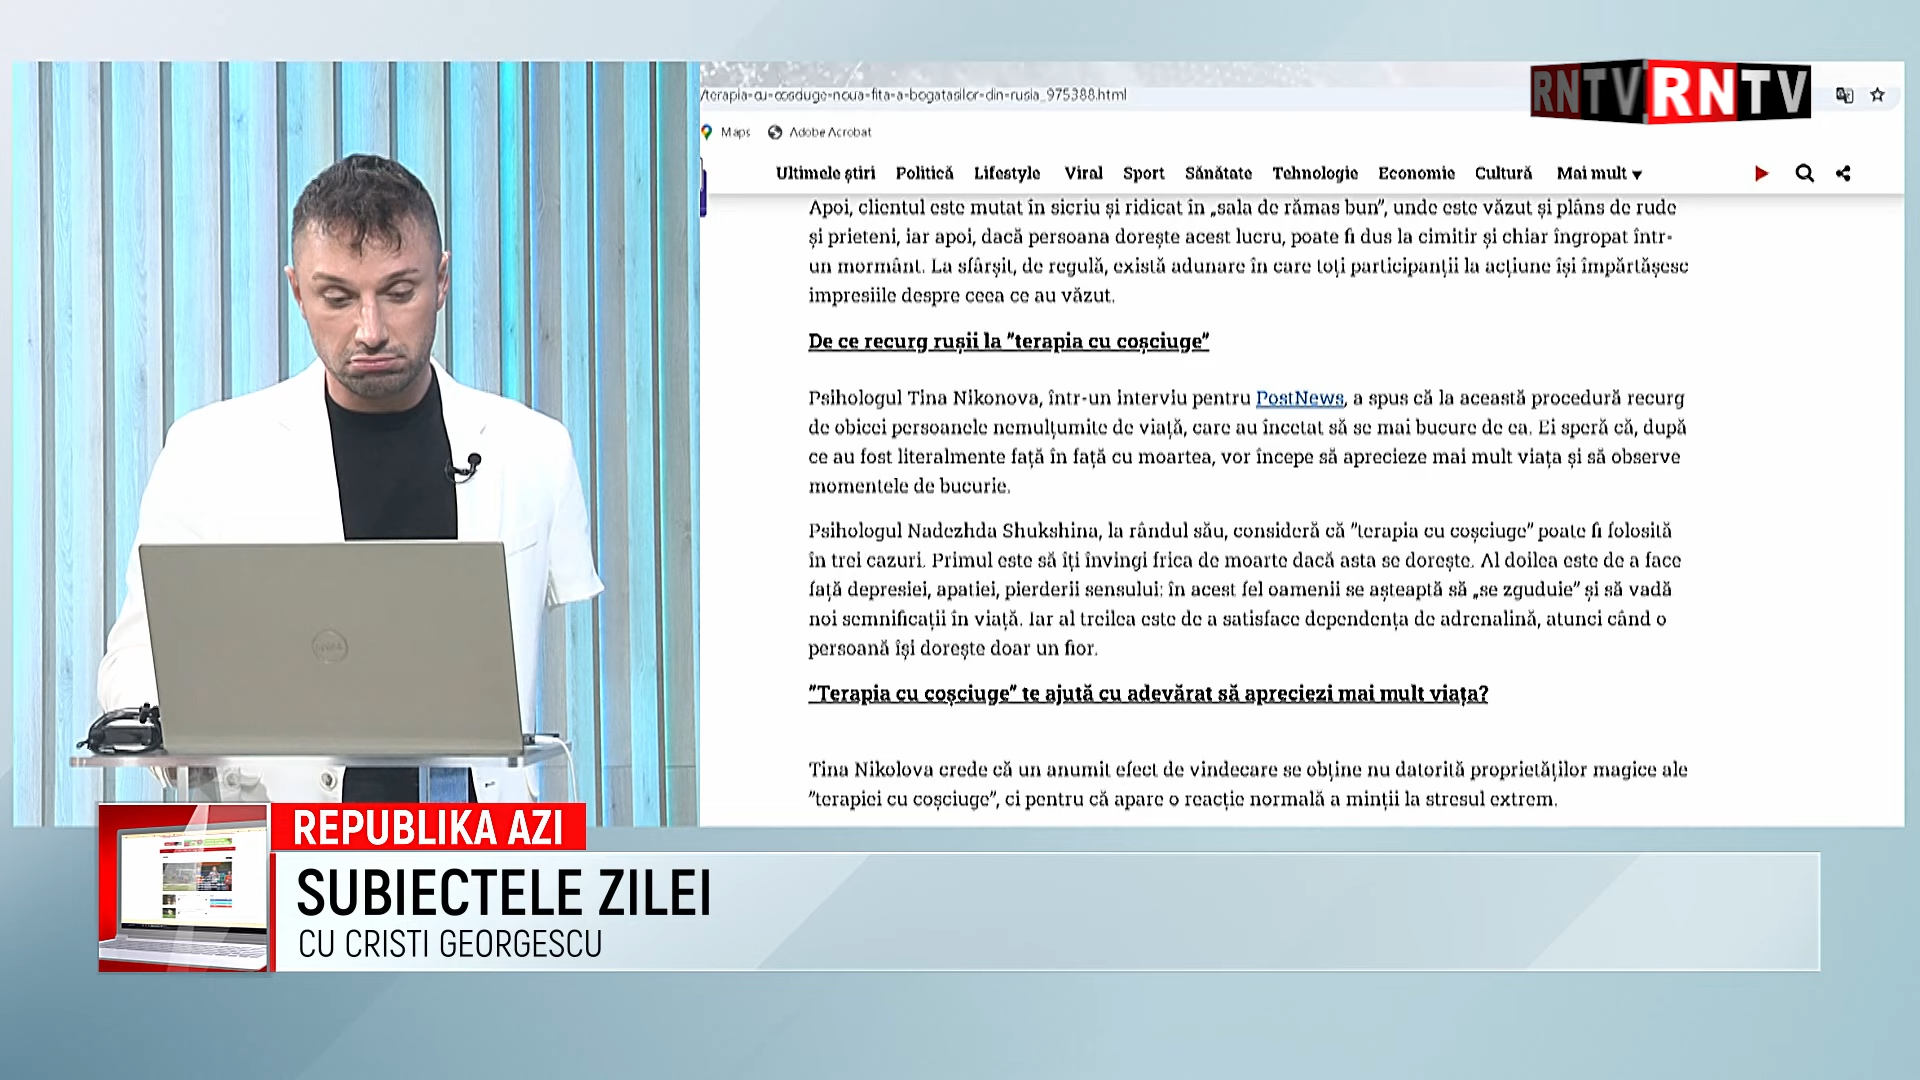 RNTV RNTV
/terapia-cu-cosciuge-noua-fita-a-bogatasilor-din-rusia_975388.html
Maps Adobe Acrobat
Ultimele știri Politică Lifestyle Viral Sport Sănătate Tehnologie Economie Cultură Mai mult ▾
Apoi, clientul este mutat în sicriu și ridicat în „sala de rămas bun”, unde este văzut și plâns de rude
și prieteni, iar apoi, dacă persoana dorește acest lucru, poate fi dus la cimitir și chiar îngropat într-
un mormânt. La sfârșit, de regulă, există adunare în care toți participanții la acțiune își împărtășesc
impresiile despre ceea ce au văzut.
De ce recurg rușii la ”terapia cu coșciuge”
Psihologul Tina Nikonova, într-un interviu pentru PostNews, a spus că la această procedură recurg
de obicei persoanele nemulțumite de viață, care au încetat să se mai bucure de ea. Ei speră că, după
ce au fost literalmente față în față cu moartea, vor începe să aprecieze mai mult viața și să observe
momentele de bucurie.
Psihologul Nadezhda Shukshina, la rândul său, consideră că ”terapia cu coșciuge” poate fi folosită
în trei cazuri. Primul este să îți învingi frica de moarte dacă asta se dorește. Al doilea este de a face
față depresiei, apatiei, pierderii sensului: în acest fel oamenii se așteaptă să „se zguduie” și să vadă
noi semnificații în viață. Iar al treilea este de a satisface dependența de adrenalină, atunci când o
persoană își dorește doar un fior.
”Terapia cu coșciuge” te ajută cu adevărat să apreciezi mai mult viața?
Tina Nikolova crede că un anumit efect de vindecare se obține nu datorită proprietăților magice ale
”terapiei cu coșciuge”, ci pentru că apare o reacție normală a minții la stresul extrem.
DELL
REPUBLIKA AZI
SUBIECTELE ZILEI
CU CRISTI GEORGESCU